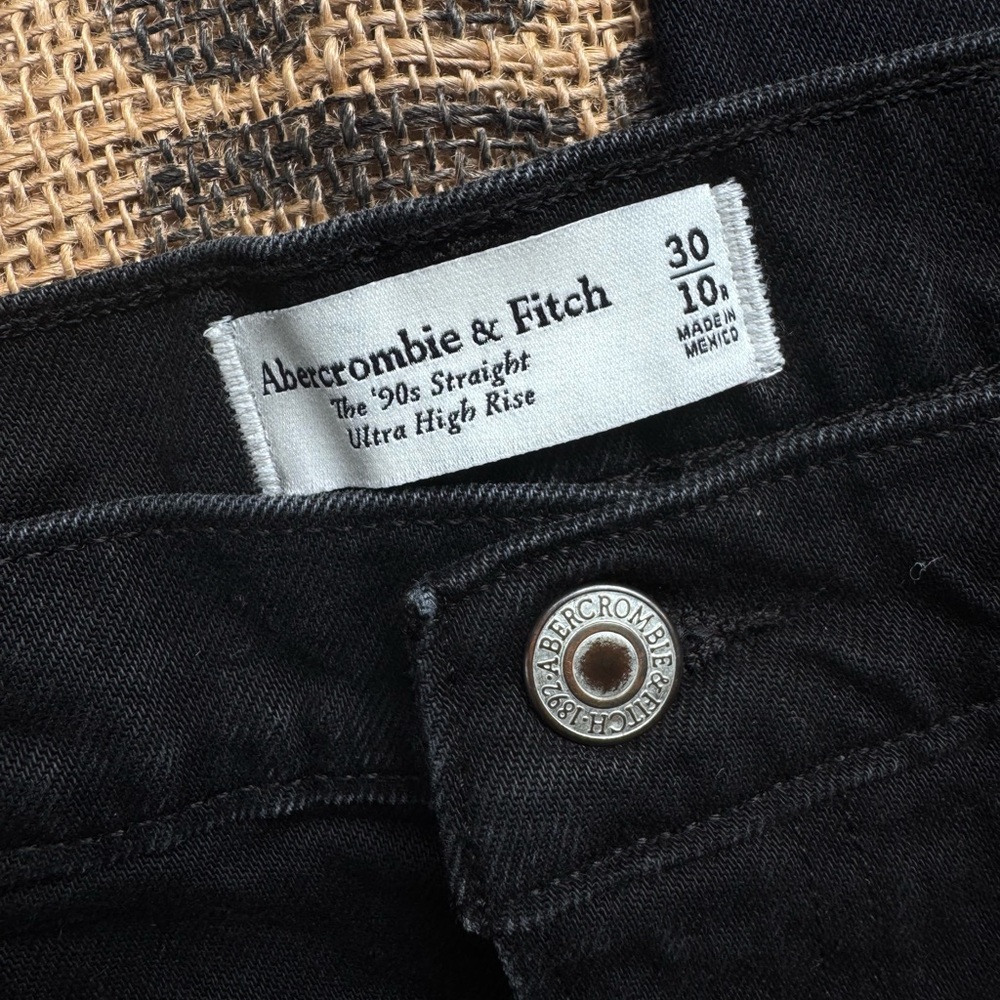 Abercrombie & Fitch
The '90s Straight
Ultra High Rise
30
10R
MADE IN
MEXICO
ABERCROMBIE & FITCH · 1892 ·